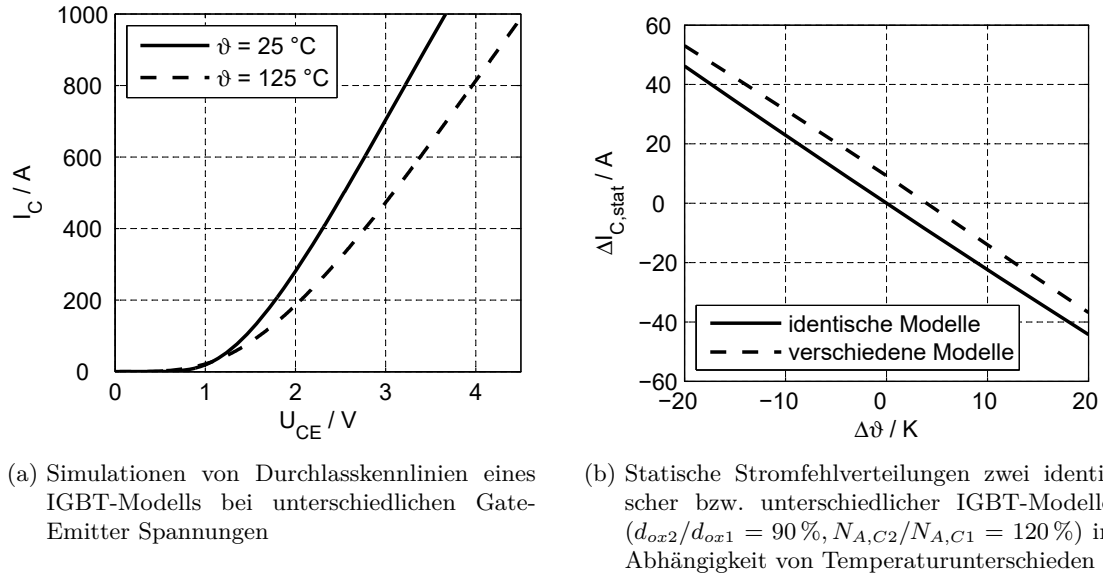 1000
800
600
400
200
0
I_C / A
ϑ = 25 °C
ϑ = 125 °C
0 1 2 3 4
U_CE / V
60
40
20
0
−20
−40
−60
ΔI_C,stat / A
identische Modelle
verschiedene Modelle
−20 −10 0 10 20
Δϑ / K
(a) Simulationen von Durchlasskennlinien eines
IGBT-Modells bei unterschiedlichen Gate-
Emitter Spannungen
(b) Statische Stromfehlverteilungen zwei identi
scher bzw. unterschiedlicher IGBT-Modelle
(d_ox2/d_ox1 = 90 %, N_A,C2/N_A,C1 = 120 %) in
Abhängigkeit von Temperaturunterschieden